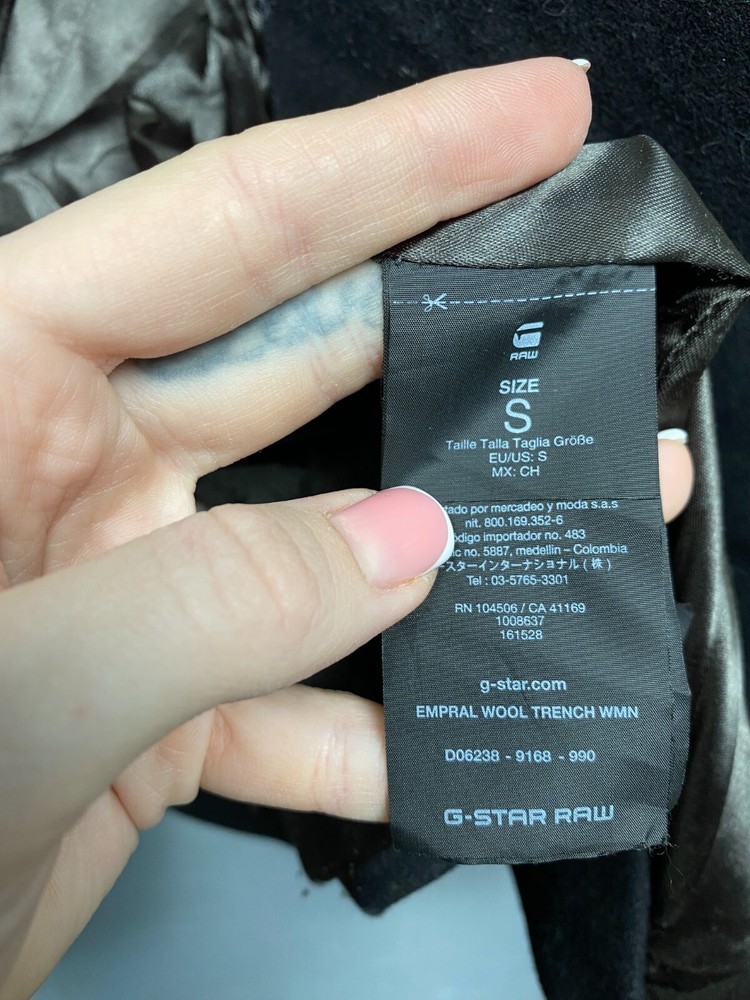 RAW
SIZE
S
Taille Talla Taglia Größe
EU/US: S
MX: CH
por mercadeo y moda s.a.s
nit. 800.169.352-6
importador no. 483
no. 5887, medellin – Colombia
スターインターナショナル ( 株 )
Tel : 03-5765-3301
RN 104506 / CA 41169
1008637
161528
g-star.com
EMPRAL WOOL TRENCH WMN
D06238 - 9168 - 990
G-STAR RAW